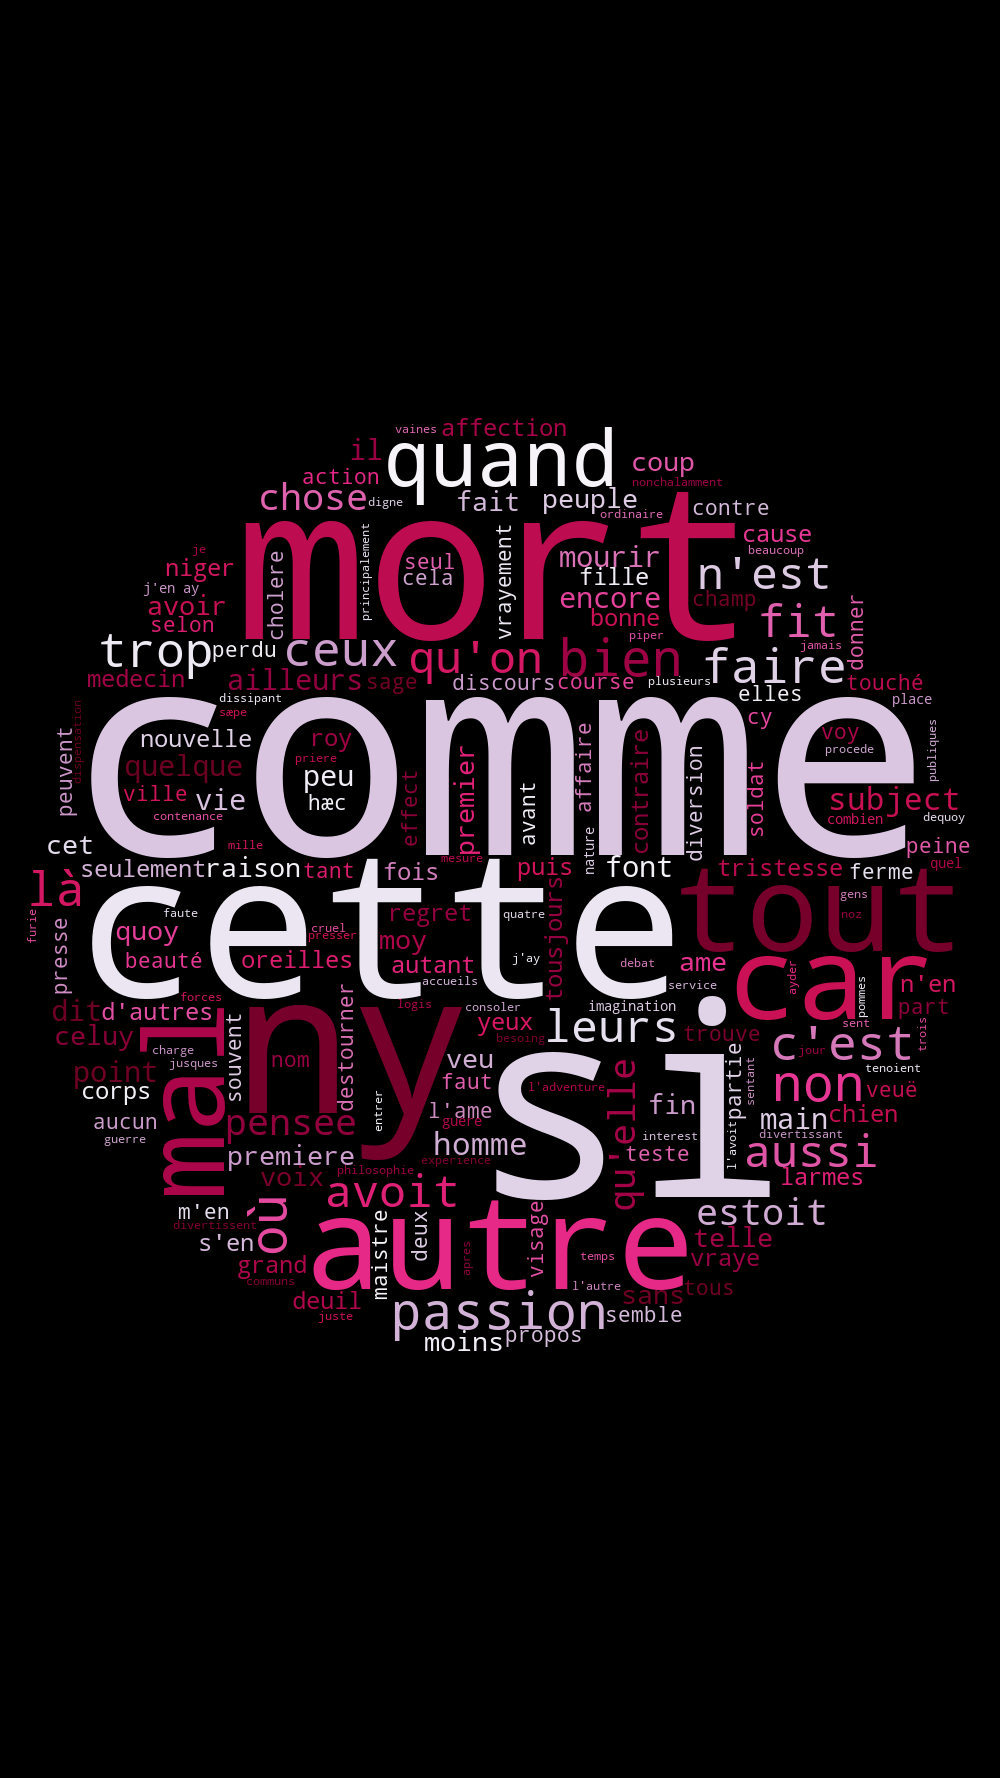 vaines
affection
il
quand
coup
action
nonchalamment
chose
digne
fait
peuple
contre
ordinaire
mort
cause
je
principalement
vrayement
beaucoup
niger
cholere
seul
cela
mourir
fille
n'est
j'en ay
avoir
encore
champ
selon
bonne
fit
donner
piper
jamais
trop
perdu
ceux
qu'on
bien
faire
medecin
ailleurs
sage
discours
course
plusieurs
elles
touché
dissipant
place
sæpe
comme
cy
dispensation
peuvent
nouvelle
roy
affaire
contraire
voy
procede
publiques
quelque
priere
peu
effect
premier
avant
diversion
soldat
ville
vie
hæc
subject
contenance
combien
dequoy
cet
mille
nature
peine
mesure
seulement
raison
tant
fois
puis
font
tristesse
ferme
quel
là
cette
tout
gens
furie
faute
regret
quatre
tousjours
noz
presse
quoy
cruel
presser
moy
beauté
oreilles
autant
j'ay
debat
ame
car
ayder
pommes
n'en
accueils
service
forces
logis
consoler
imagination
part
dit
d'autres
destourner
yeux
leurs
trouve
sent
trois
celuy
mal
souvent
ny
besoing
c'est
charge
jusques
nom
veu
si
jour
point
partie
sentant
tenoient
corps
faut
l'adventure
non
veuë
aucun
entrer
l'ame
guere
qu'elle
fin
main
chien
guerre
pensee
homme
interest
l'avoit
divertissant
premiere
experience
teste
aussi
voix
philosophie
larmes
où
avoit
m'en
maistre
deux
visage
estoit
divertissent
s'en
autre
telle
grand
apres
temps
vraye
communs
l'autre
sans
tous
deuil
juste
passion
semble
moins
propos